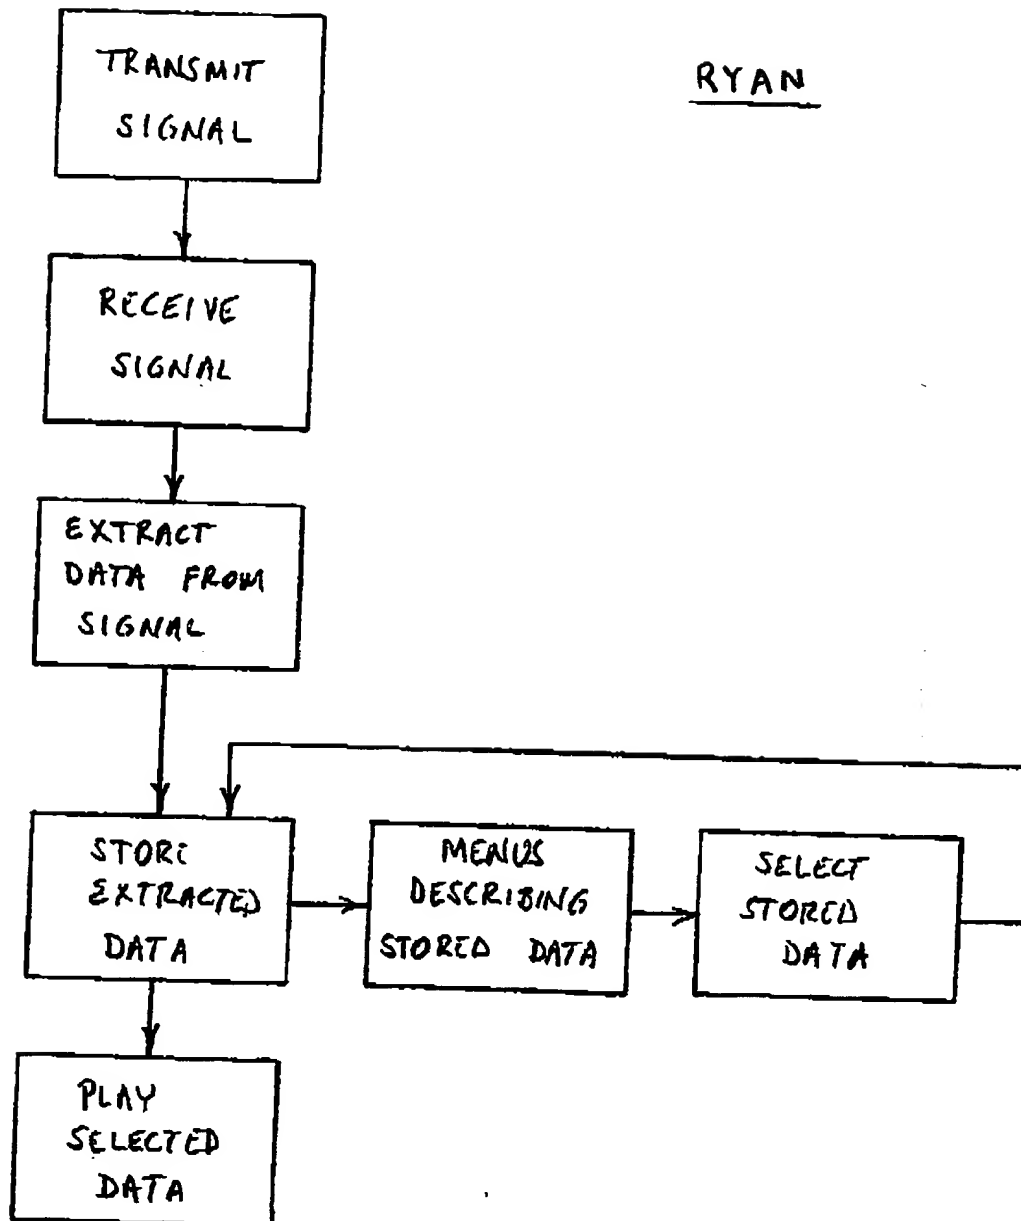 TRANSMIT
SIGNAL
RYAN
RECEIVE
SIGNAL
EXTRACT
DATA FROM
SIGNAL
STORE
EXTRACTED
DATA
MENUS
DESCRIBING
STORED DATA
SELECT
STORED
DATA
PLAY
SELECTED
DATA